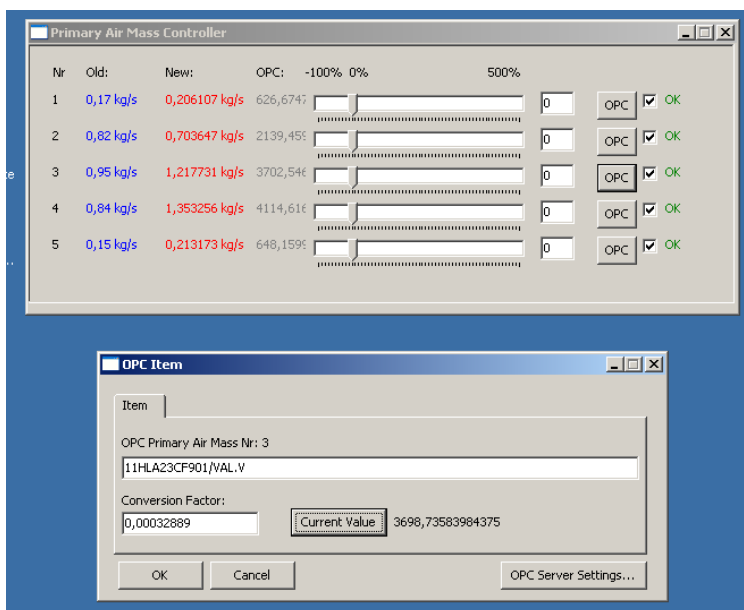 Primary Air Mass Controller
Nr Old: New: OPC: -100% 0% 500%
1 0,17 kg/s 0,206107 kg/s 626,6747 0 OPC OK
2 0,82 kg/s 0,703647 kg/s 2139,459 0 OPC OK
3 0,95 kg/s 1,217731 kg/s 3702,546 0 OPC OK
4 0,84 kg/s 1,353256 kg/s 4114,616 0 OPC OK
5 0,15 kg/s 0,213173 kg/s 648,1599 0 OPC OK
OPC Item
Item
OPC Primary Air Mass Nr: 3
11HLA23CF901/VAL.V
Conversion Factor:
0,00032889 Current Value 3698,73583984375
OK Cancel OPC Server Settings...